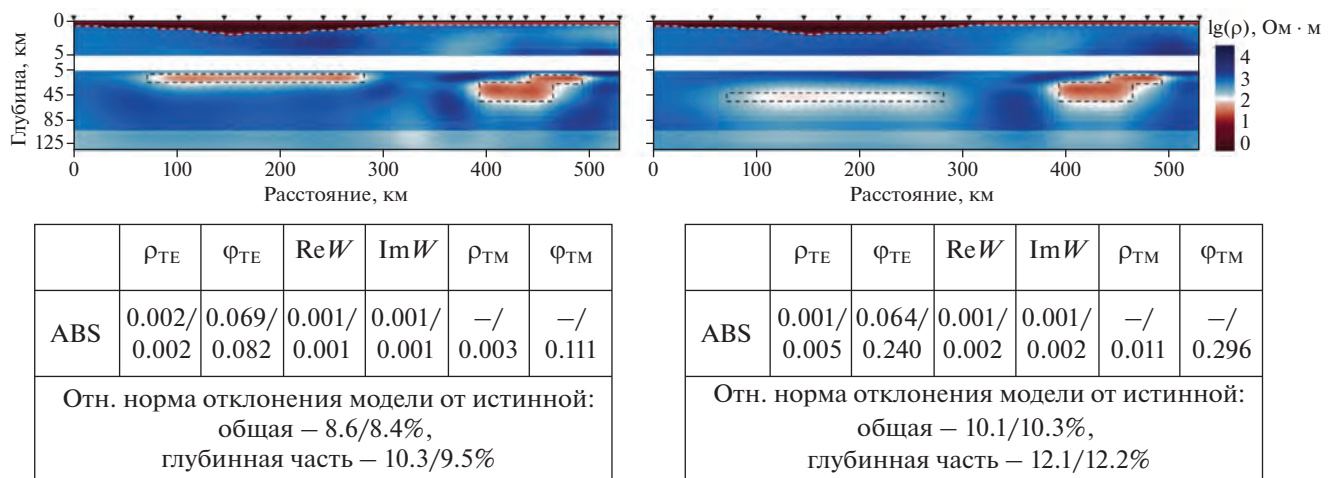 Глубина, км
0
5
5
45
85
125
0
100
200
300
400
500
Расстояние, км
0
100
200
300
400
500
Расстояние, км
lg(ρ), Ом · м
4
3
2
1
0
ρTE φTE ReW ImW ρTM φTM
ABS 0.002/ 0.069/ 0.001/ 0.001/ –/ –/
0.002 0.082 0.001 0.001 0.003 0.111
Отн. норма отклонения модели от истинной:
общая – 8.6/8.4%,
глубинная часть – 10.3/9.5%
ρTE φTE ReW ImW ρTM φTM
ABS 0.001/ 0.064/ 0.001/ 0.001/ –/ –/
0.005 0.240 0.002 0.002 0.011 0.296
Отн. норма отклонения модели от истинной:
общая – 10.1/10.3%,
глубинная часть – 12.1/12.2%